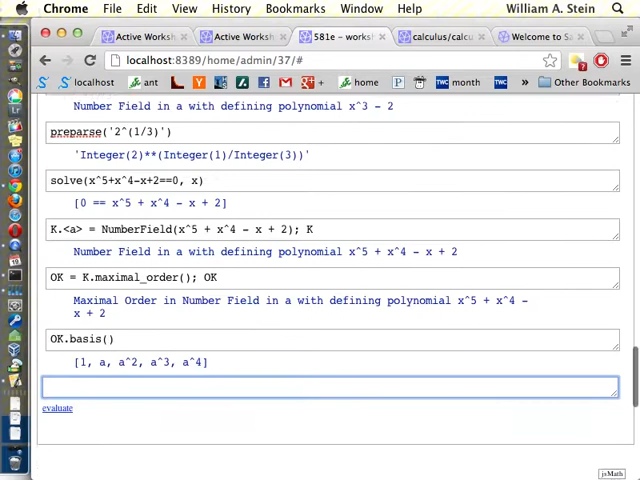 Chrome File Edit View History Bookmarks Window Help William A. Stein
Active Worksh Active Works 581e – works calculus/calcu Welcome to Sa
localhost:8389/home/admin/37/#
localhost ant home month month Other Bookmarks
Number Field in a with defining polynomial x^3 - 2
preparse('2^(1/3)')
'Integer(2)**(Integer(1)/Integer(3))'
solve(x^5+x^4-x+2==0, x)
[0 == x^5 + x^4 - x + 2]
K.<a> = NumberField(x^5 + x^4 - x + 2); K
Number Field in a with defining polynomial x^5 + x^4 - x + 2
OK = K.maximal_order(); OK
Maximal Order in Number Field in a with defining polynomial x^5 + x^4 -
x + 2
OK.basis()
[1, a, a^2, a^3, a^4]
evaluate
jsMath